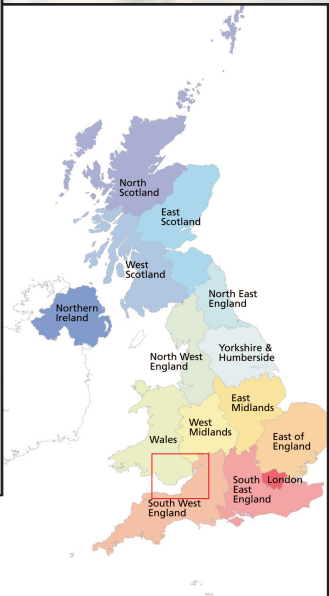 North
Scotland
East
Scotland
West
Scotland
Northern
Ireland
North East
England
Yorkshire &
Humberside
North West
England
East
Midlands
West
Midlands
Wales
East of
England
South
East
England
London
South West
England